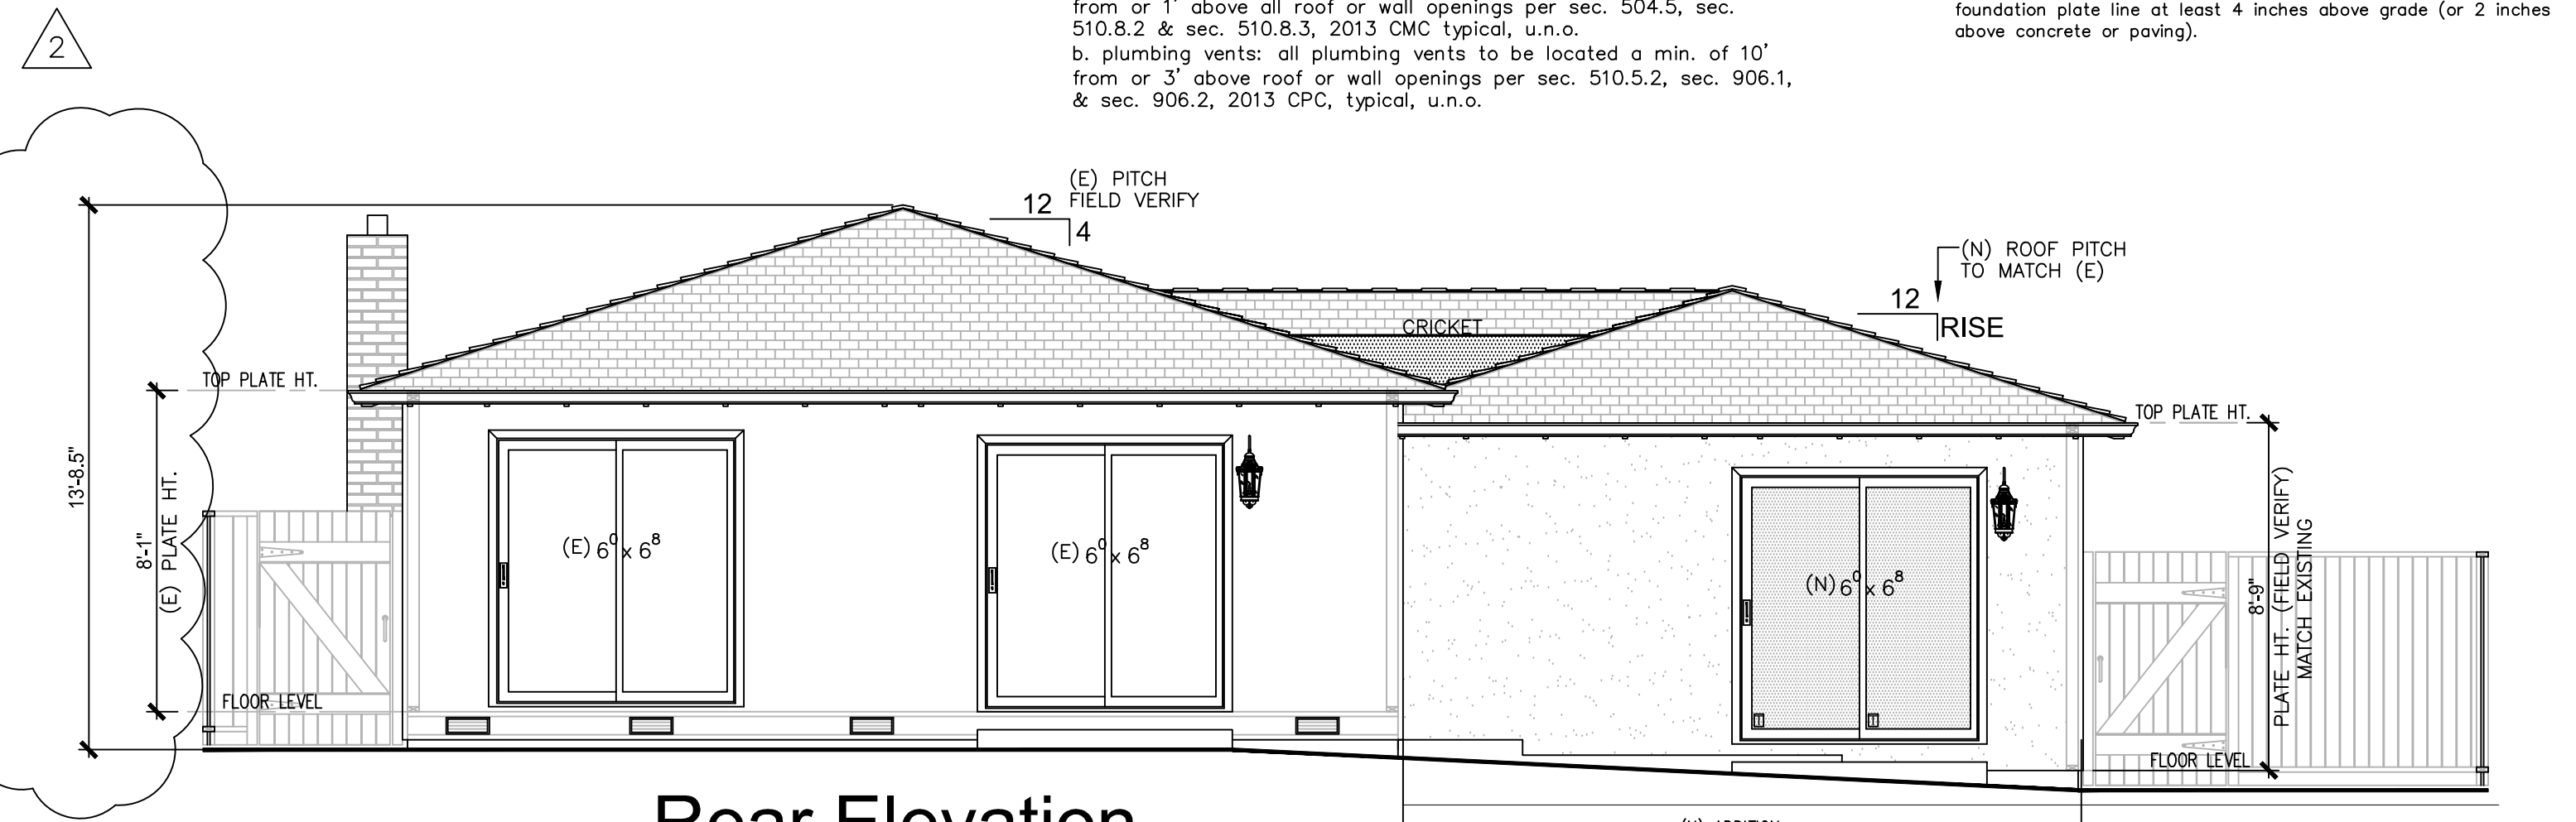 from or 1' above all roof or wall openings per sec. 504.5, sec.
510.8.2 & sec. 510.8.3, 2013 CMC typical, u.n.o.
b. plumbing vents: all plumbing vents to be located a min. of 10'
from or 3' above roof or wall openings per sec. 510.5.2, sec. 906.1,
& sec. 906.2, 2013 CPC, typical, u.n.o.
foundation plate line at least 4 inches above grade (or 2 inches
above concrete or paving).
2
(E) PITCH
FIELD VERIFY
12
4
(N) ROOF PITCH
TO MATCH (E)
12
RISE
CRICKET
TOP PLATE HT.
TOP PLATE HT.
13'-8.5"
8'-1"
(E) PLATE HT.
(E) 6⁰ x 6⁸
(E) 6⁰ x 6⁸
(N) 6⁰ x 6⁸
8'-9"
PLATE HT. (FIELD VERIFY)
MATCH EXISTING
FLOOR LEVEL
FLOOR LEVEL
Rear Elevation
(N) ADDITION